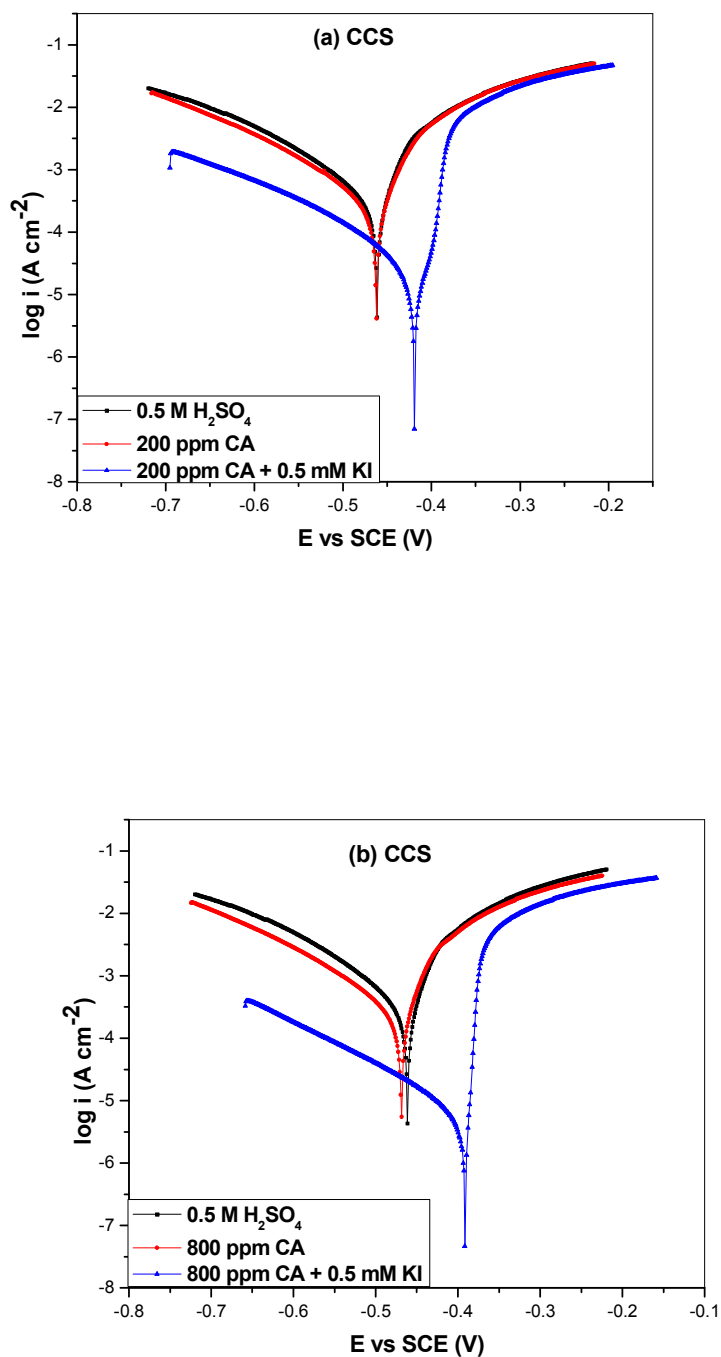 (a) CCS
-1
-2
-3
-4
-5
-6
-7
-8
log i (A cm⁻²)
0.5 M H₂SO₄
200 ppm CA
200 ppm CA + 0.5 mM KI
-0.8 -0.7 -0.6 -0.5 -0.4 -0.3 -0.2
E vs SCE (V)
(b) CCS
-1
-2
-3
-4
-5
-6
-7
-8
log i (A cm⁻²)
0.5 M H₂SO₄
800 ppm CA
800 ppm CA + 0.5 mM KI
-0.8 -0.7 -0.6 -0.5 -0.4 -0.3 -0.2 -0.1
E vs SCE (V)